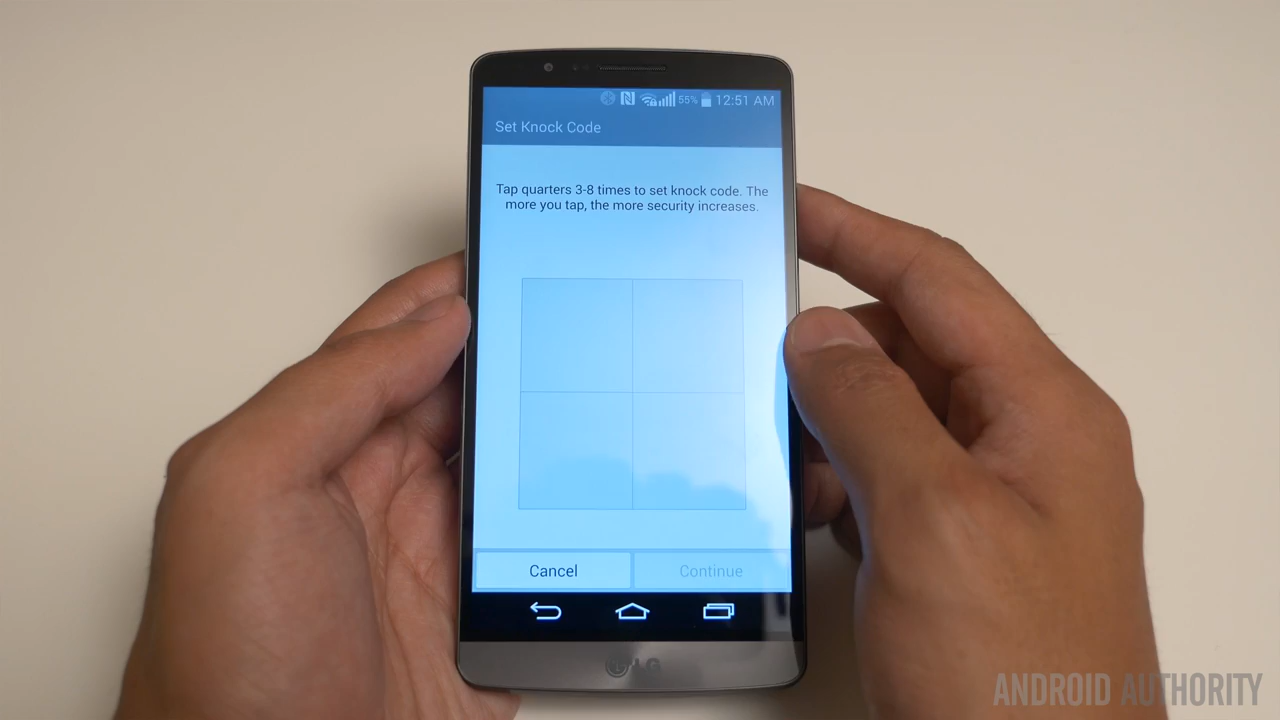 55% 12:51 AM
Set Knock Code
Tap quarters 3-8 times to set knock code. The
more you tap, the more security increases.
Cancel Continue
LG
ANDROID AUTHORITY